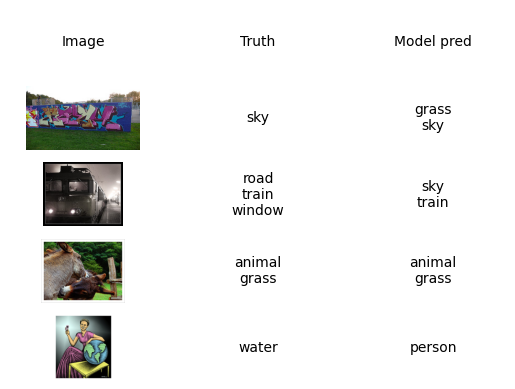 Image Truth Model pred
sky
grass
sky
road
train
window
sky
train
animal
grass
animal
grass
water
person